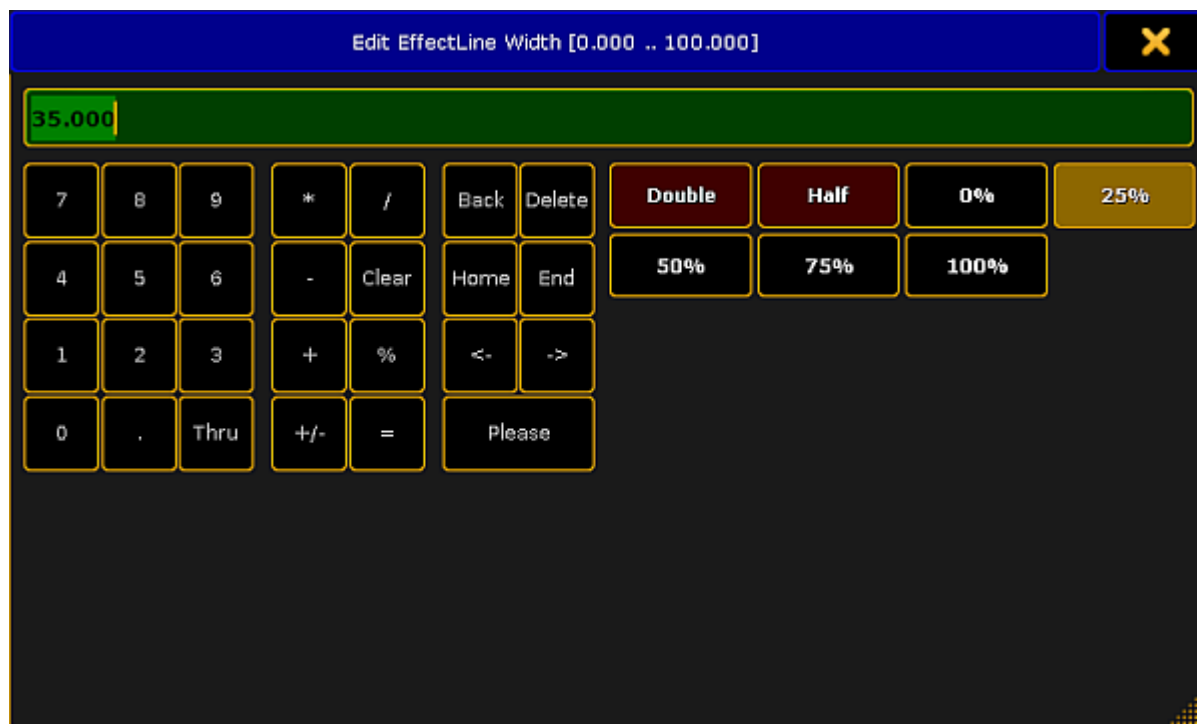 Edit EffectLine Width [0.000 .. 100.000]
35.000
7 8 9 * / Back Delete Double Half 0% 25%
4 5 6 - Clear Home End 50% 75% 100%
1 2 3 + % <- ->
0 . Thru +/- = Please